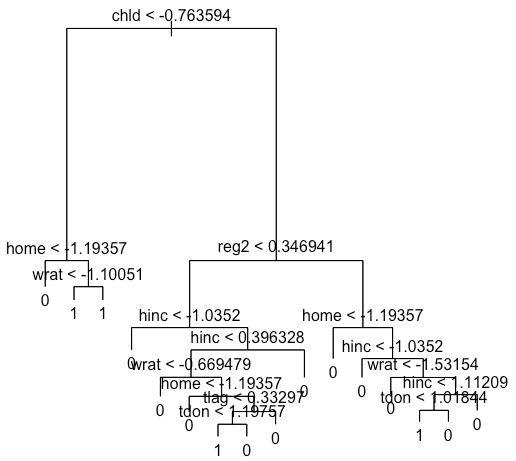 chld < -0.763594
home < -1.19357
reg2 < 0.346941
wrat < -1.10051
0
1 1
hinc < -1.0352
home < -1.19357
hinc < 0.396328
hinc < -1.0352
0
wrat < -0.669479
0
0
wrat < -1.53154
home < -1.19357
0
hinc < 1.11209
0
tlag < 0.33297
0
tdon < 1.01844
0
tdon < 1.19757
0
0
1 0
1 0